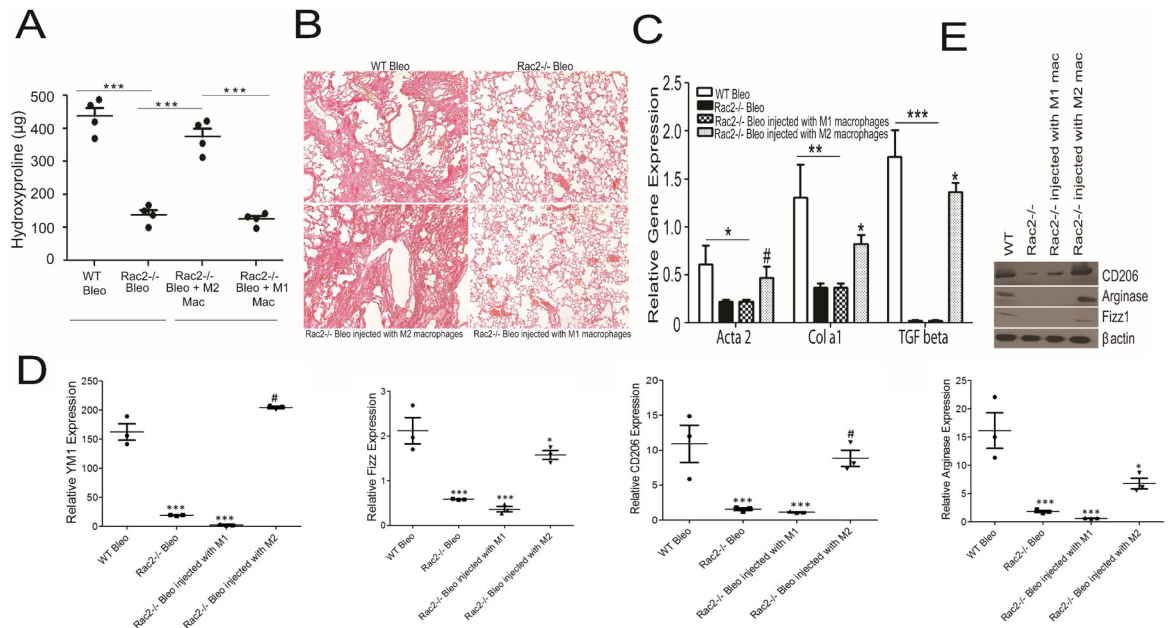 A
Hydroxyproline (µg)
500
400
300
200
100
0
***
***
***
WT
Bleo
Rac2-/-
Bleo
Rac2-/-
Bleo + M2
Mac
Rac2-/-
Bleo + M1
Mac
B
WT Bleo
Rac2-/- Bleo
Rac2-/- Bleo injected with M2 macrophages
Rac2-/- Bleo injected with M1 macrophages
C
Relative Gene Expression
2.5
2.0
1.5
1.0
0.5
0
WT Bleo
Rac2-/- Bleo
Rac2-/- Bleo injected with M1 macrophages
Rac2-/- Bleo injected with M2 macrophages
*
#
**
*
***
*
Acta 2
Col a1
TGF beta
E
WT
Rac2-/-
Rac2-/- injected with M1 mac
Rac2-/- injected with M2 mac
CD206
Arginase
Fizz1
βactin
D
Relative YM1 Expression
250
200
150
100
50
0
***
***
#
WT Bleo
Rac2-/- Bleo
Rac2-/- Bleo injected with M1
Rac2-/- Bleo injected with M2
Relative Fizz Expression
3
2
1
0
***
***
*
WT Bleo
Rac2-/- Bleo
Rac2-/- Bleo injected with M1
Rac2-/- Bleo injected with M2
Relative CD206 Expression
20
15
10
5
0
***
***
#
WT Bleo
Rac2-/- Bleo
Rac2-/- Bleo injected with M1
Rac2-/- Bleo injected with M2
Relative Arginase Expression
25
20
15
10
5
0
***
***
*
WT Bleo
Rac2-/- Bleo
Rac2-/- Bleo injected with M1
Rac2-/- Bleo injected with M2